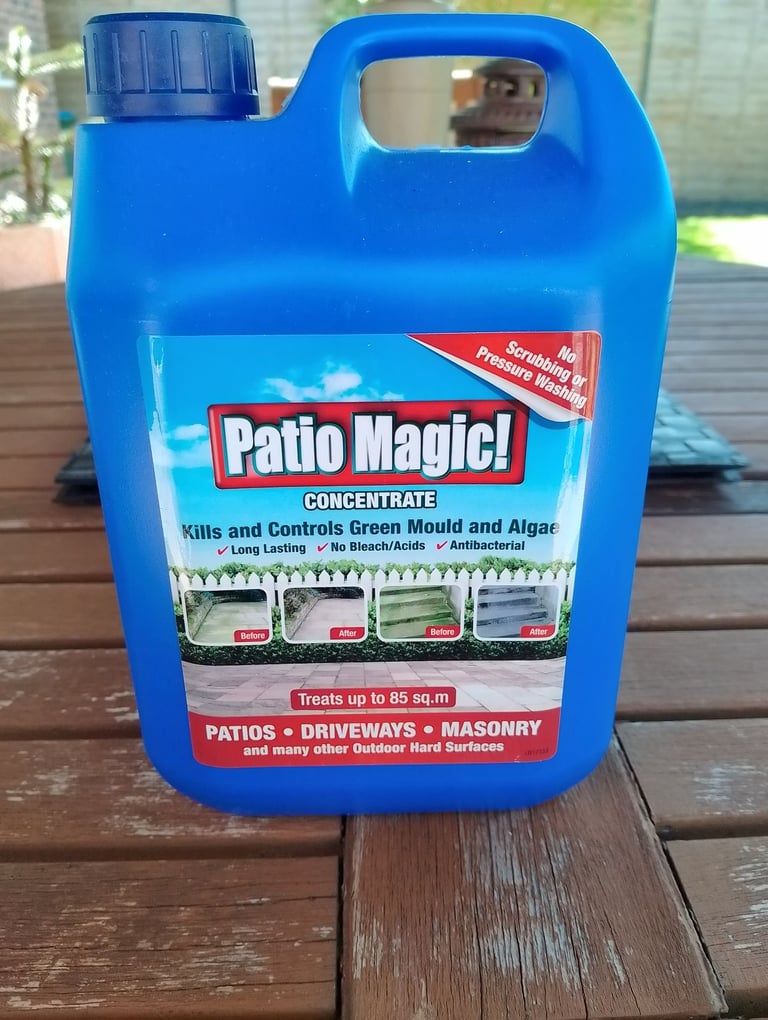 No
Scrubbing or
Pressure Washing
Patio Magic!
CONCENTRATE
Kills and Controls Green Mould and Algae
✓ Long Lasting ✓ No Bleach/Acids ✓ Antibacterial
Before After Before After
Treats up to 85 sq.m
PATIOS • DRIVEWAYS • MASONRY
and many other Outdoor Hard Surfaces